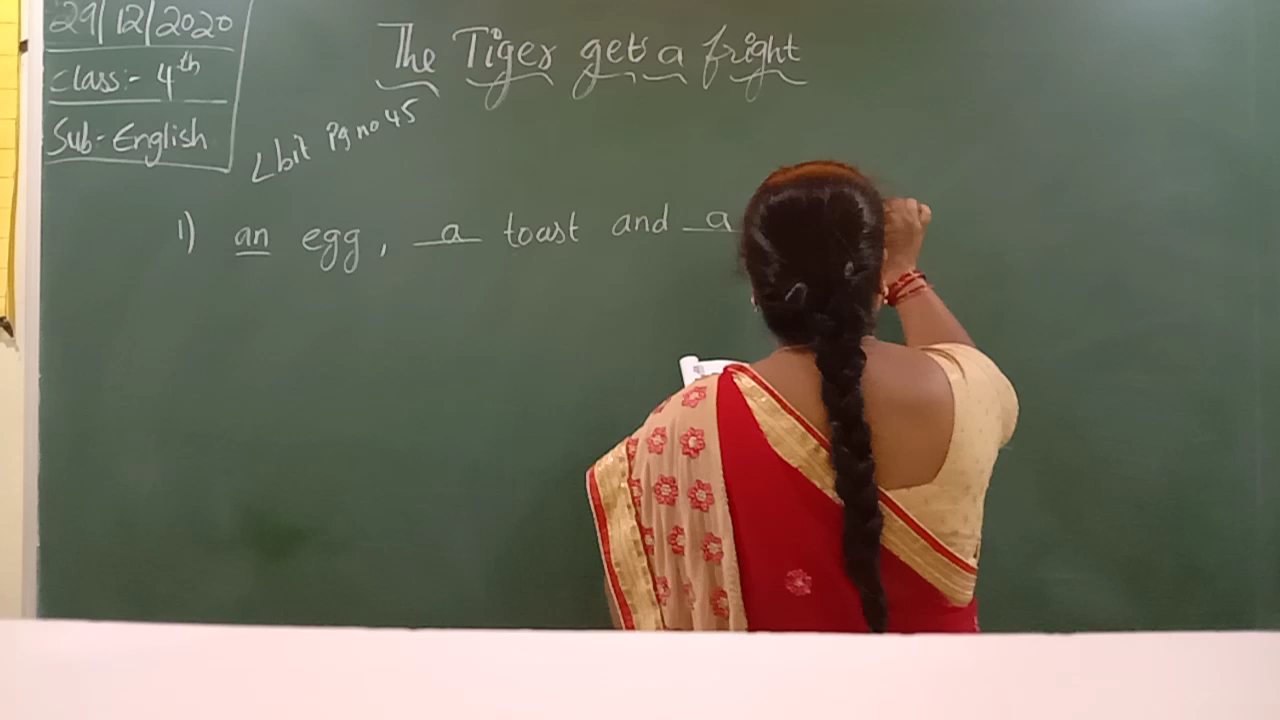 29/12/2020
Class:- 4th
Sub- English
The Tiger gets a fright
bit Pg no 45
1) an egg, a toast and a